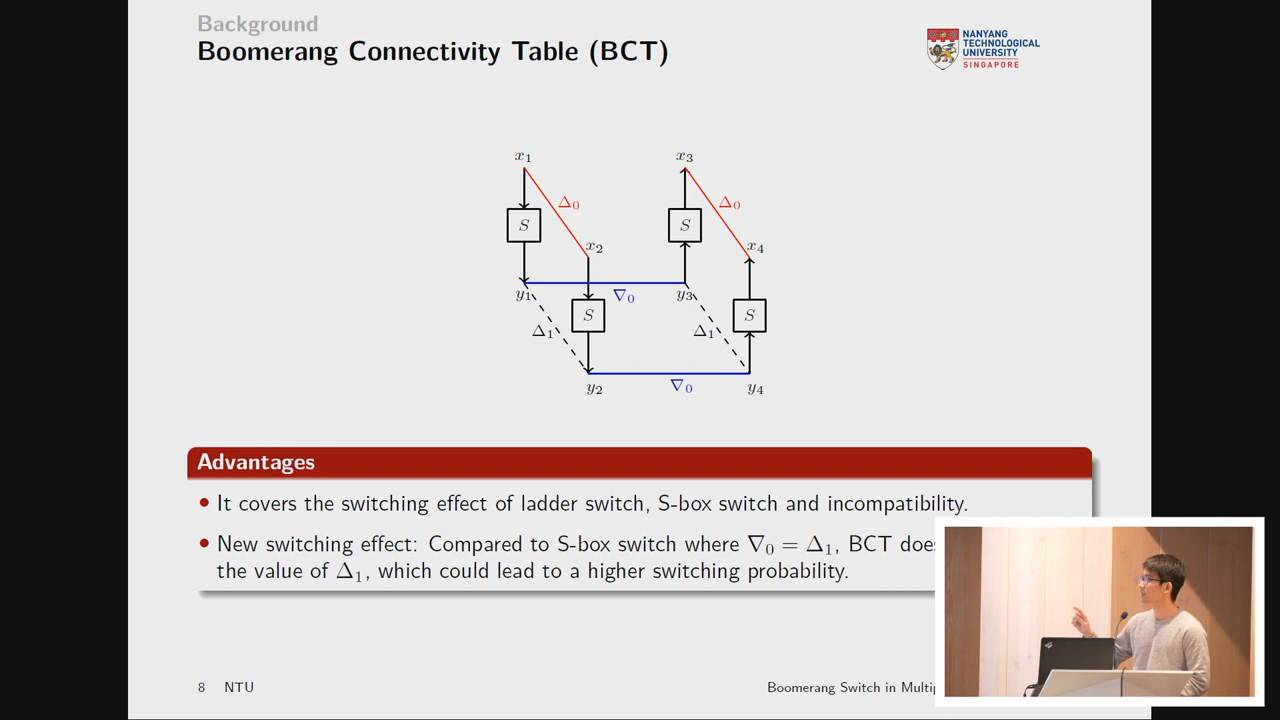 Background
Boomerang Connectivity Table (BCT)
NANYANG
TECHNOLOGICAL
UNIVERSITY
SINGAPORE
x₁
x₃
Δ₀
Δ₀
S
S
x₂
x₄
y₁
∇₀
y₃
S
S
Δ₁
Δ₁
∇₀
y₂
y₄
Advantages
• It covers the switching effect of ladder switch, S-box switch and incompatibility.
• New switching effect: Compared to S-box switch where ∇₀ = Δ₁, BCT does
the value of Δ₁, which could lead to a higher switching probability.
8 NTU
Boomerang Switch in